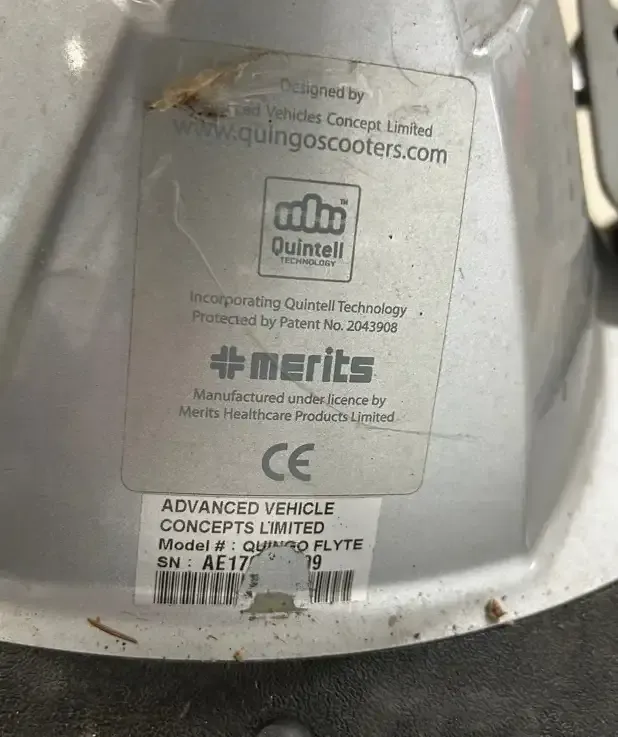 Designed by
Vehicles Concept Limited
www.quingoscooters.com
TM
Quintell
TECHNOLOGY
Incorporating Quintell Technology
Protected by Patent No. 2043908
merits
Manufactured under licence by
Merits Healthcare Products Limited
CE
ADVANCED VEHICLE
CONCEPTS LIMITED
Model # : QUINGO FLYTE
SN :